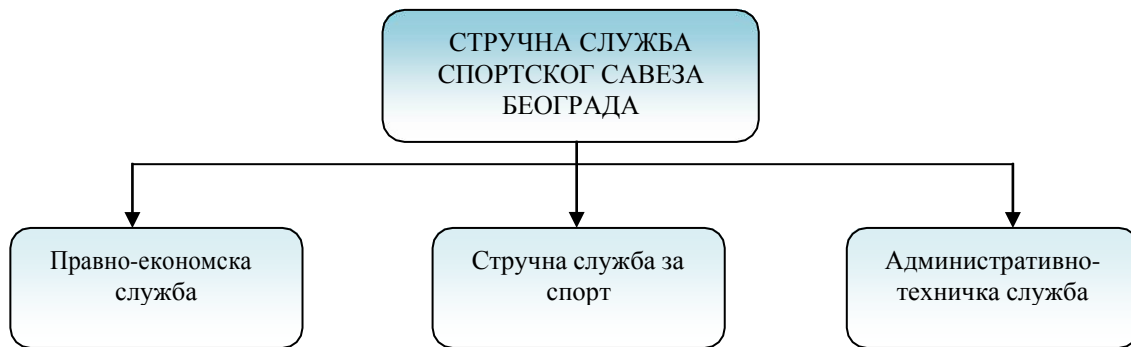 СТРУЧНА СЛУЖБА
СПОРТСКОГ САВЕЗА
БЕОГРАДА
Правно-економска
служба
Стручна служба за
спорт
Административно-
техничка служба